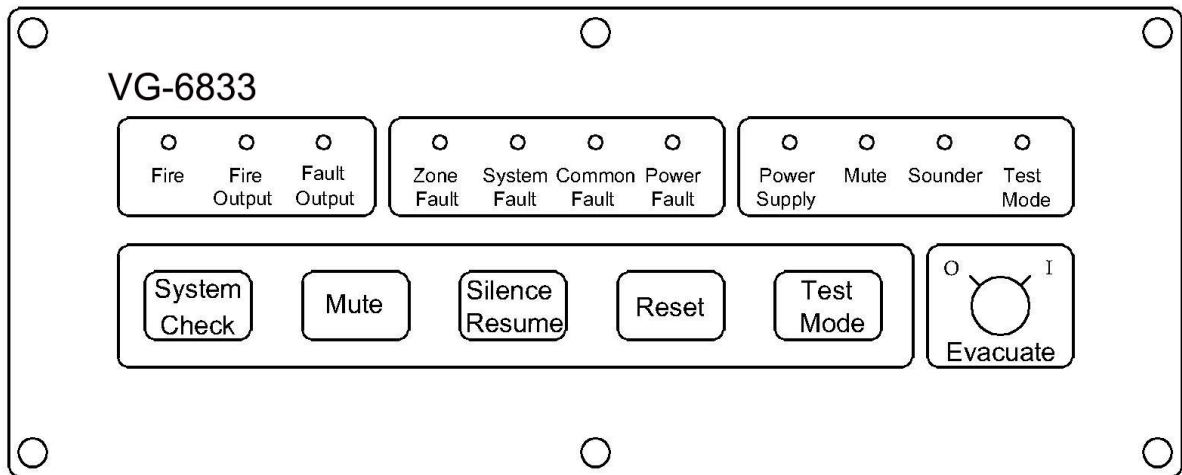 VG-6833
Fire
Fire
Output
Fault
Output
Zone
Fault
System
Fault
Common
Fault
Power
Fault
Power
Supply
Mute
Sounder
Test
Mode
System
Check
Mute
Silence
Resume
Reset
Test
Mode
O I
Evacuate